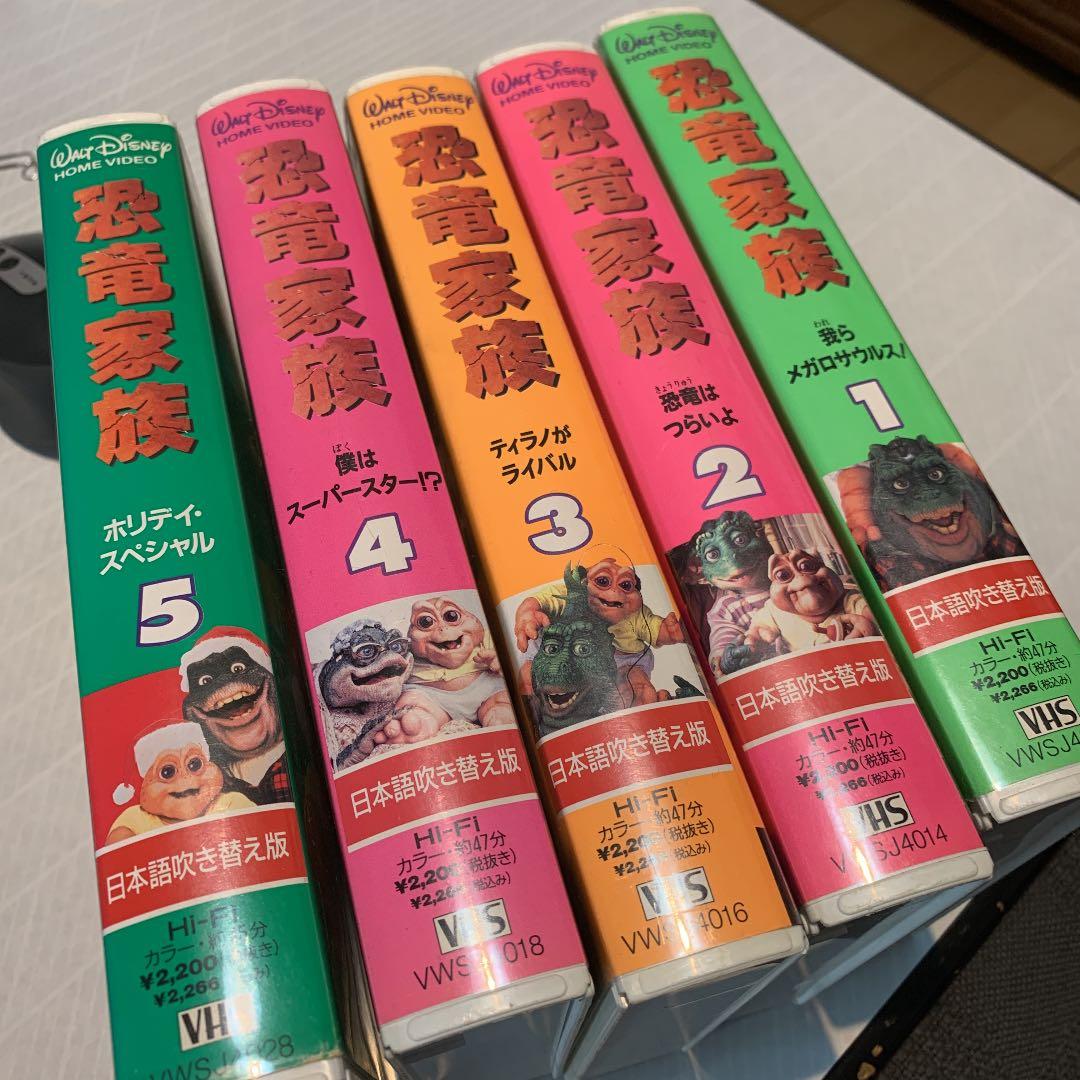 WALT DISNEY
HOME VIDEO
恐竜家族
ホリデイ・
スペシャル
5
日本語吹き替え版
Hi-Fi
¥2,200
¥2,266
WALT DISNEY
HOME VIDEO
恐竜家族
ぼく
僕は
スーパースター!?
4
日本語吹き替え版
Hi-Fi
カラー・約47分
¥2,200(税抜き)
(税込み)
VHS
018
WALT DISNEY
HOME VIDEO
恐竜家族
ティラノが
ライバル
3
日本語吹き替え版
Hi-Fi
カラー・約47分
(税抜き)
(税込み)
VHS
4016
WALT DISNEY
HOME VIDEO
恐竜家族
きょうりゅう
恐竜は
つらいよ
2
日本語吹き替え版
Hi-Fi
カラー・約47分
(税抜き)
(税込み)
VHS
SJ4014
WALT DISNEY
HOME VIDEO
恐竜家族
われ
我ら
メガロサウルス!
1
日本語吹き替え版
Hi-Fi
カラー・約47分
¥2,200(税抜き)
¥2,266(税込み)
VHS
VWSJ4